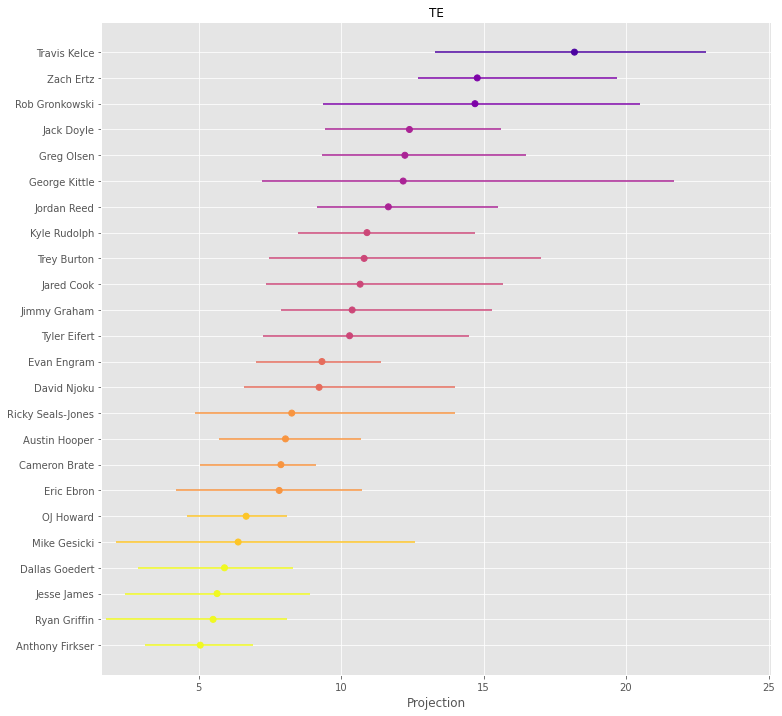 TE
Travis Kelce
Zach Ertz
Rob Gronkowski
Jack Doyle
Greg Olsen
George Kittle
Jordan Reed
Kyle Rudolph
Trey Burton
Jared Cook
Jimmy Graham
Tyler Eifert
Evan Engram
David Njoku
Ricky Seals-Jones
Austin Hooper
Cameron Brate
Eric Ebron
OJ Howard
Mike Gesicki
Dallas Goedert
Jesse James
Ryan Griffin
Anthony Firkser
5 10 15 20 25
Projection